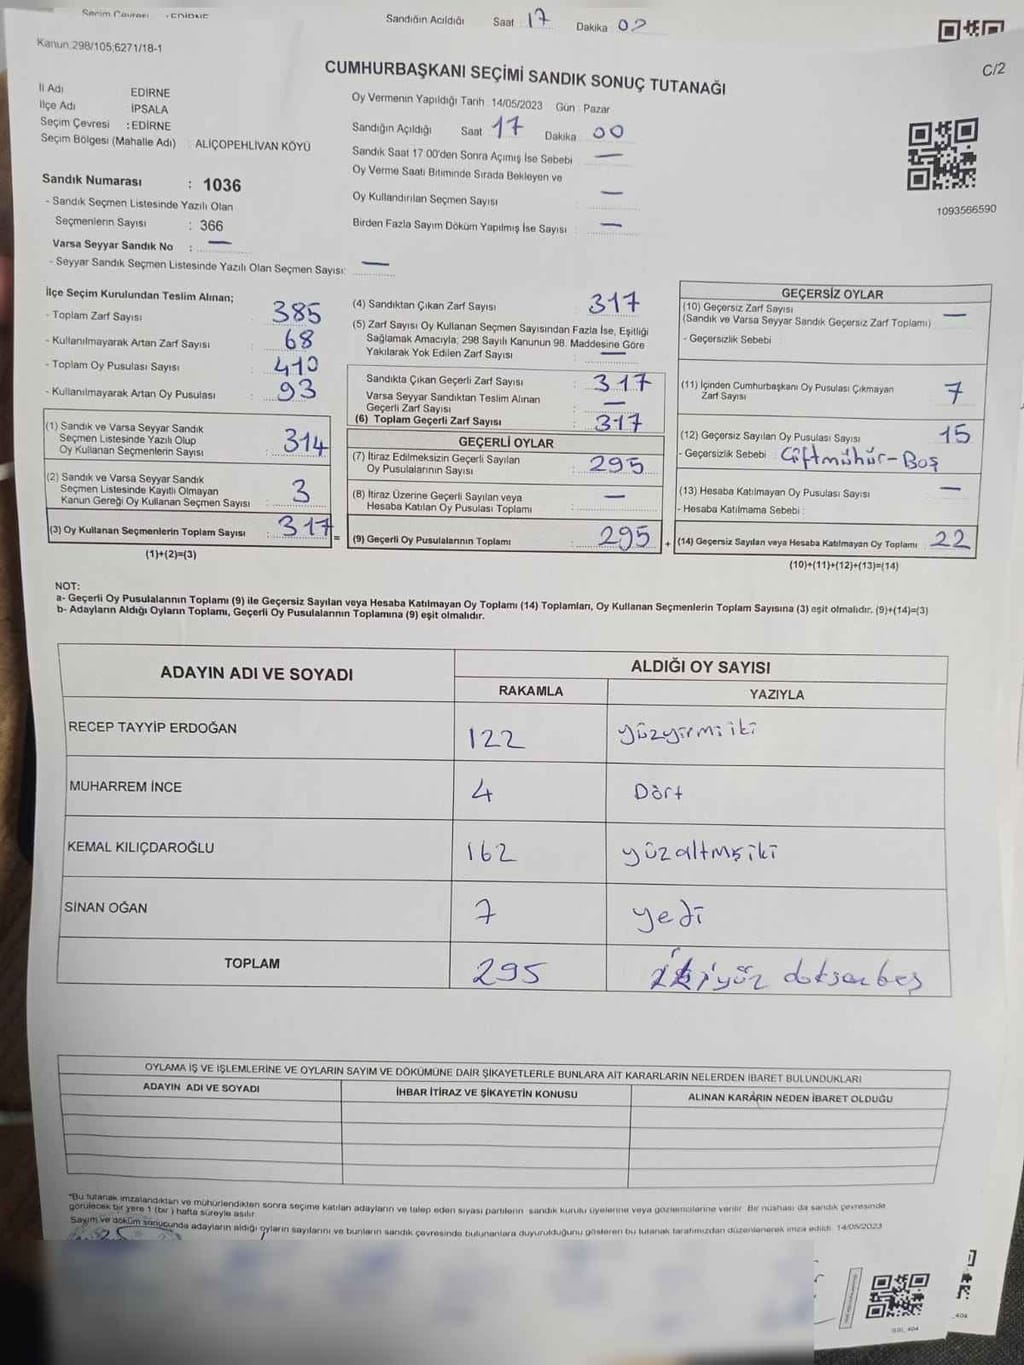 Seçim Çevresi : EDİRNE
Sandığın Açıldığı Saat 17 Dakika 00
Kanun:298/105;6271/18-1
C/2
CUMHURBAŞKANI SEÇİMİ SANDIK SONUÇ TUTANAĞI
İl Adı EDİRNE
İlçe Adı İPSALA
Seçim Çevresi : EDİRNE
Seçim Bölgesi (Mahalle Adı) : ALİÇOPEHLİVAN KÖYÜ
Oy Vermenin Yapıldığı Tarih : 14/05/2023 Gün : Pazar
Sandığın Açıldığı Saat 17 Dakika 00
Sandık Saat 17:00'den Sonra Açımış İse Sebebi : —
Oy Verme Saati Bitiminde Sırada Bekleyen ve
Oy Kullandırılan Seçmen Sayısı —
Birden Fazla Sayım Döküm Yapılmış İse Sayısı : —
1093566590
Sandık Numarası : 1036
- Sandık Seçmen Listesinde Yazılı Olan
Seçmenlerin Sayısı : 366
Varsa Seyyar Sandık No : —
- Seyyar Sandık Seçmen Listesinde Yazılı Olan Seçmen Sayısı: —
İlçe Seçim Kurulundan Teslim Alınan;
- Toplam Zarf Sayısı : 385
- Kullanılmayarak Artan Zarf Sayısı : 68
- Toplam Oy Pusulası Sayısı : 410
- Kullanılmayarak Artan Oy Pusulası : 93
(1) Sandık ve Varsa Seyyar Sandık
Seçmen Listesinde Yazılı Olup
Oy Kullanan Seçmenlerin Sayısı : 314
(2) Sandık ve Varsa Seyyar Sandık
Seçmen Listesinde Kayıtlı Olmayan
Kanun Gereği Oy Kullanan Seçmen Sayısı : 3
(3) Oy Kullanan Seçmenlerin Toplam Sayısı : 317 =
(1)+(2)=(3)
(4) Sandıktan Çıkan Zarf Sayısı : 317
(5) Zarf Sayısı Oy Kullanan Seçmen Sayısından Fazla İse, Eşitliği
Sağlamak Amacıyla; 298 Sayılı Kanunun 98. Maddesine Göre
Yakılarak Yok Edilen Zarf Sayısı : —
Sandıkta Çıkan Geçerli Zarf Sayısı : 317
Varsa Seyyar Sandıktan Teslim Alınan
Geçerli Zarf Sayısı : —
(6) Toplam Geçerli Zarf Sayısı : 317
GEÇERLİ OYLAR
(7) İtiraz Edilmeksizin Geçerli Sayılan
Oy Pusulalarının Sayısı : 295
(8) İtiraz Üzerine Geçerli Sayılan veya
Hesaba Katılan Oy Pusulası Toplamı : —
(9) Geçerli Oy Pusulalarının Toplamı : 295 +
GEÇERSİZ OYLAR
(10) Geçersiz Zarf Sayısı
(Sandık ve Varsa Seyyar Sandık Geçersiz Zarf Toplamı) : —
- Geçersizlik Sebebi :
(11) İçinden Cumhurbaşkanı Oy Pusulası Çıkmayan
Zarf Sayısı : 7
(12) Geçersiz Sayılan Oy Pusulası Sayısı : 15
- Geçersizlik Sebebi : Çiftmühür-Boş
(13) Hesaba Katılmayan Oy Pusulası Sayısı : —
- Hesaba Katılmama Sebebi :
(14) Geçersiz Sayılan veya Hesaba Katılmayan Oy Toplamı : 22
(10)+(11)+(12)+(13)=(14)
NOT:
a- Geçerli Oy Pusulalarının Toplamı (9) ile Geçersiz Sayılan veya Hesaba Katılmayan Oy Toplamı (14) Toplamları, Oy Kullanan Seçmenlerin Toplam Sayısına (3) eşit olmalıdır. (9)+(14)=(3)
b- Adayların Aldığı Oyların Toplamı, Geçerli Oy Pusulalarının Toplamına (9) eşit olmalıdır.
ADAYIN ADI VE SOYADI
ALDIĞI OY SAYISI
RAKAMLA YAZIYLA
RECEP TAYYİP ERDOĞAN 122 yüzyirmiiki
MUHARREM İNCE 4 Dört
KEMAL KILIÇDAROĞLU 162 yüzaltmşiki
SİNAN OĞAN 7 yedi
TOPLAM 295 ikiyüz doksanbeş
OYLAMA İŞ VE İŞLEMLERİNE VE OYLARIN SAYIM VE DÖKÜMÜNE DAİR ŞİKAYETLERLE BUNLARA AİT KARARLARIN NELERDEN İBARET BULUNDUKLARI
ADAYIN ADI VE SOYADI İHBAR İTİRAZ VE ŞİKAYETİN KONUSU ALINAN KARARIN NEDEN İBARET OLDUĞU
*Bu tutanak imzalandıktan ve mühürlendikten sonra seçime katılan adayların ve talep eden siyasi partilerin sandık kurulu üyelerine veya gözlemcilerine verilir. Bir nüshası da sandık çevresinde
görülecek bir yere 1 (bir) hafta süreyle asılır.
Sayım ve döküm sonucunda adayların aldığı oyların sayılarını ve bunların sandık çevresinde bulunanlara duyurulduğunu gösteren bu tutanak tarafımızdan düzenlenerek imza edildi. 14/05/2023